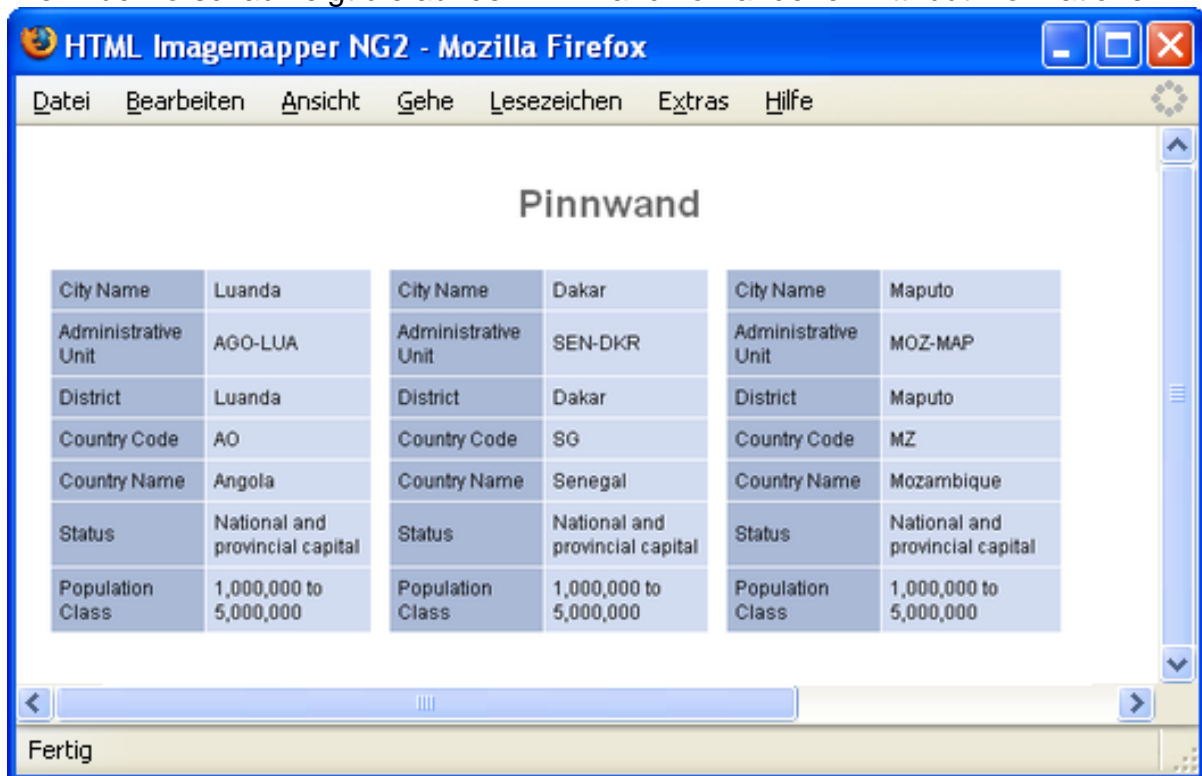 HTML Imagemapper NG2 - Mozilla Firefox
Datei Bearbeiten Ansicht Gehe Lesezeichen Extras Hilfe
Pinnwand
City Name Luanda
Administrative Unit AGO-LUA
District Luanda
Country Code AO
Country Name Angola
Status National and provincial capital
Population Class 1,000,000 to 5,000,000
City Name Dakar
Administrative Unit SEN-DKR
District Dakar
Country Code SG
Country Name Senegal
Status National and provincial capital
Population Class 1,000,000 to 5,000,000
City Name Maputo
Administrative Unit MOZ-MAP
District Maputo
Country Code MZ
Country Name Mozambique
Status National and provincial capital
Population Class 1,000,000 to 5,000,000
Fertig